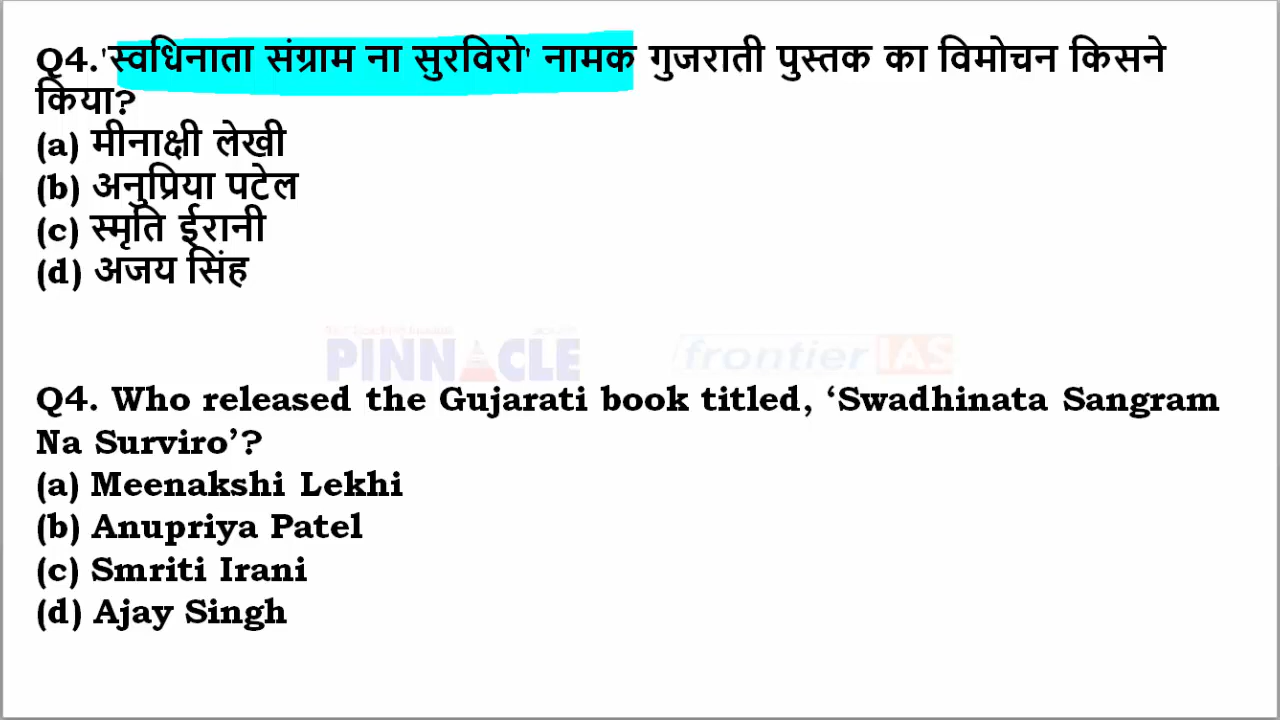 Q4.'स्वधिनाता संग्राम ना सुरविरो' नामक गुजराती पुस्तक का विमोचन किसने
किया?
(a) मीनाक्षी लेखी
(b) अनुप्रिया पटेल
(c) स्मृति ईरानी
(d) अजय सिंह
PINNACLE frontier IAS
Q4. Who released the Gujarati book titled, ‘Swadhinata Sangram
Na Surviro’?
(a) Meenakshi Lekhi
(b) Anupriya Patel
(c) Smriti Irani
(d) Ajay Singh